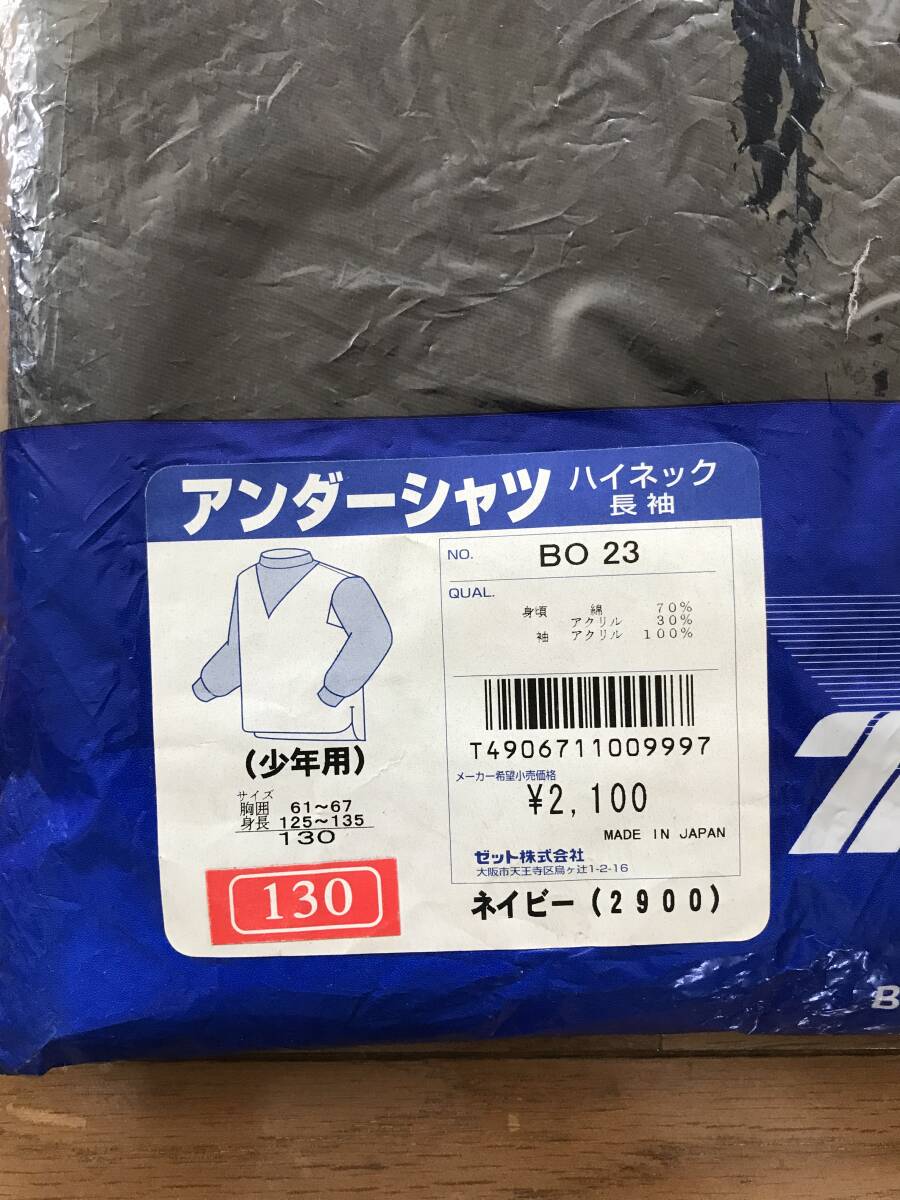 アンダーシャツ ハイネック
長袖
NO. BO 23
QUAL.
身頃 綿 70%
アクリル 30%
袖 アクリル 100%
T4906711009997
メーカー希望小売価格
¥2,100
MADE IN JAPAN
ゼット株式会社
大阪市天王寺区烏ヶ辻1-2-16
ネイビー(2900)
(少年用)
サイズ
胸囲 61~67
身長 125~135
130
130
B